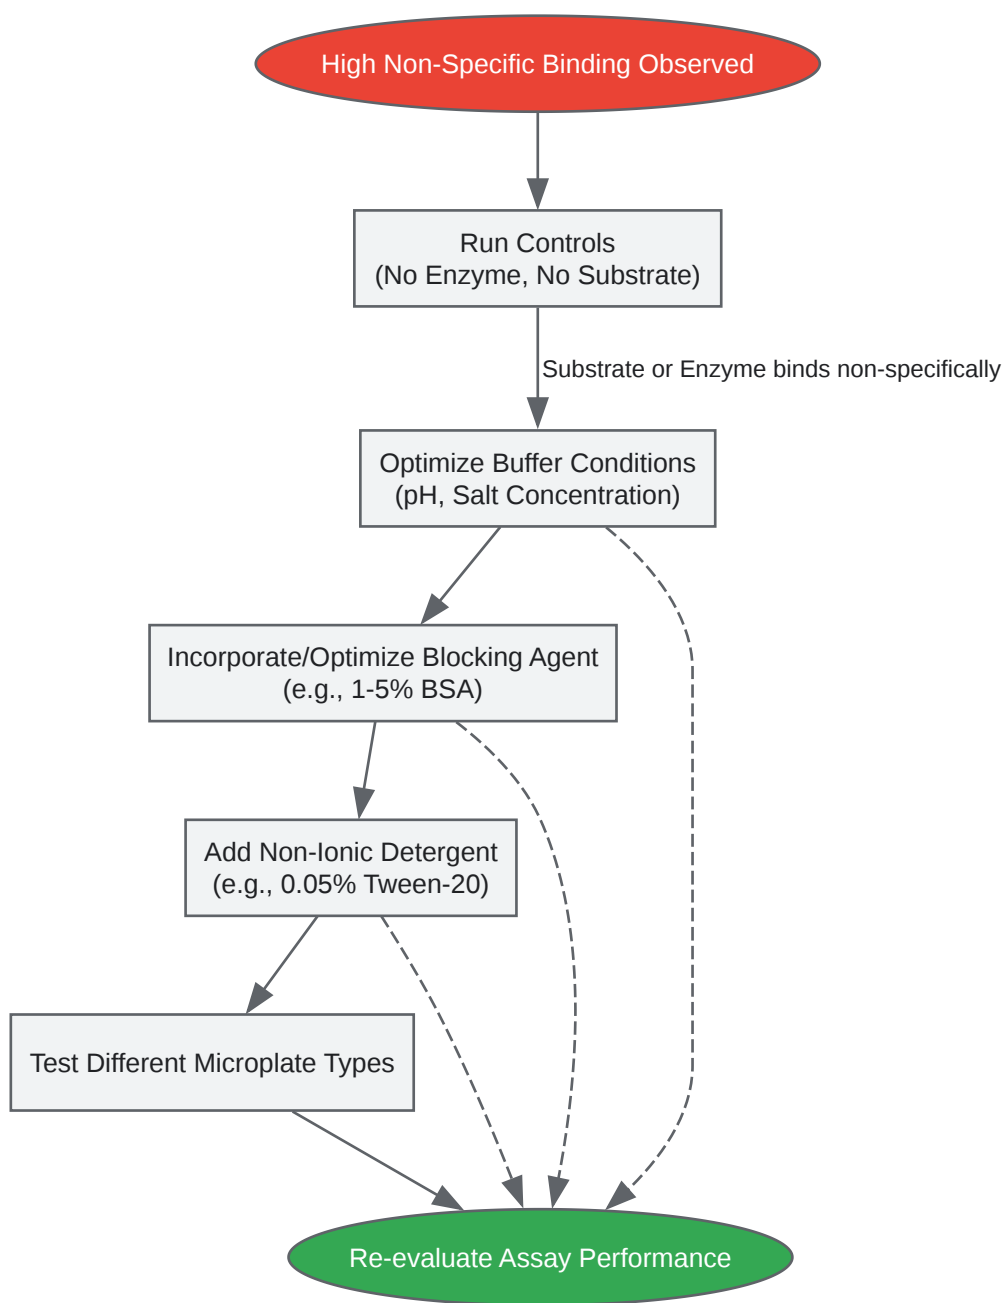 High Non-Specific Binding Observed
Run Controls
(No Enzyme, No Substrate)
Substrate or Enzyme binds non-specifically
Optimize Buffer Conditions
(pH, Salt Concentration)
Incorporate/Optimize Blocking Agent
(e.g., 1-5% BSA)
Add Non-Ionic Detergent
(e.g., 0.05% Tween-20)
Test Different Microplate Types
Re-evaluate Assay Performance